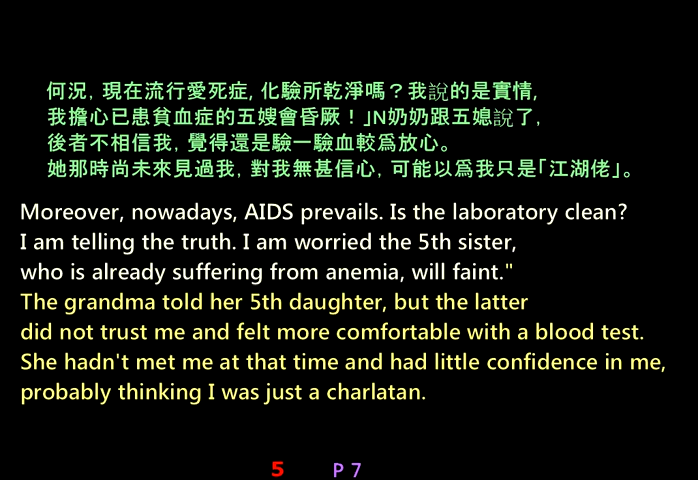 何況, 現在流行愛死症, 化驗所乾淨嗎？我說的是實情,
我擔心已患貧血症的五嫂會昏厥！」N奶奶跟五媳說了,
後者不相信我, 覺得還是驗一驗血較爲放心。
她那時尚未來見過我, 對我無甚信心, 可能以爲我只是「江湖佬」。
Moreover, nowadays, AIDS prevails. Is the laboratory clean?
I am telling the truth. I am worried the 5th sister,
who is already suffering from anemia, will faint."
The grandma told her 5th daughter, but the latter
did not trust me and felt more comfortable with a blood test.
She hadn't met me at that time and had little confidence in me,
probably thinking I was just a charlatan.
5 P 7